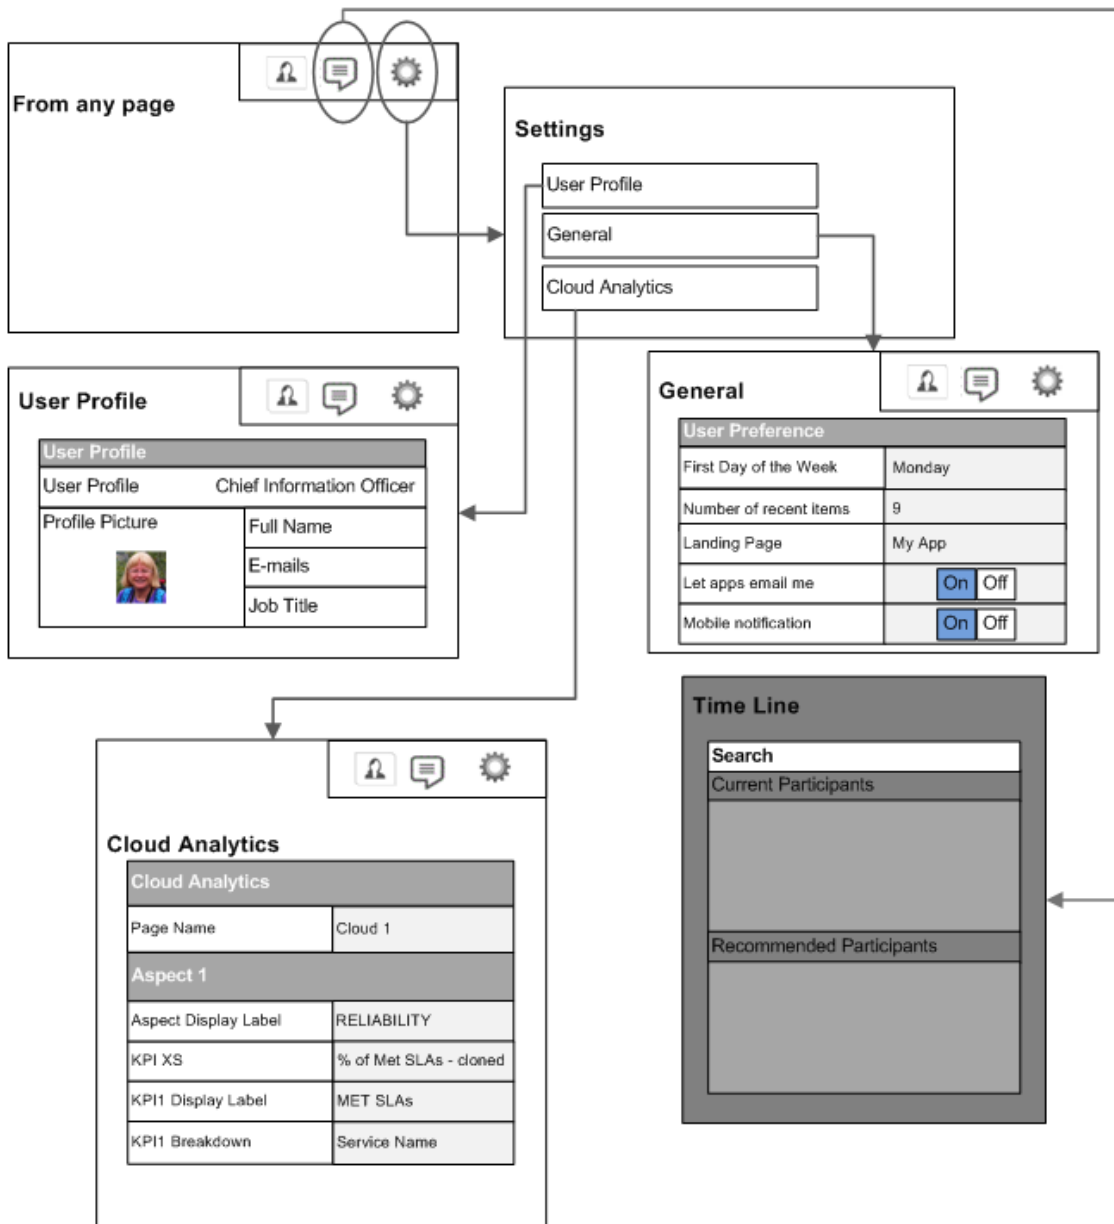 From any page
Settings
User Profile
General
Cloud Analytics
User Profile
User Profile
User Profile Chief Information Officer
Profile Picture Full Name
E-mails
Job Title
General
User Preference
First Day of the Week Monday
Number of recent items 9
Landing Page My App
Let apps email me On Off
Mobile notification On Off
Cloud Analytics
Cloud Analytics
Page Name Cloud 1
Aspect 1
Aspect Display Label RELIABILITY
KPI XS % of Met SLAs - cloned
KPI1 Display Label MET SLAs
KPI1 Breakdown Service Name
Time Line
Search
Current Participants
Recommended Participants